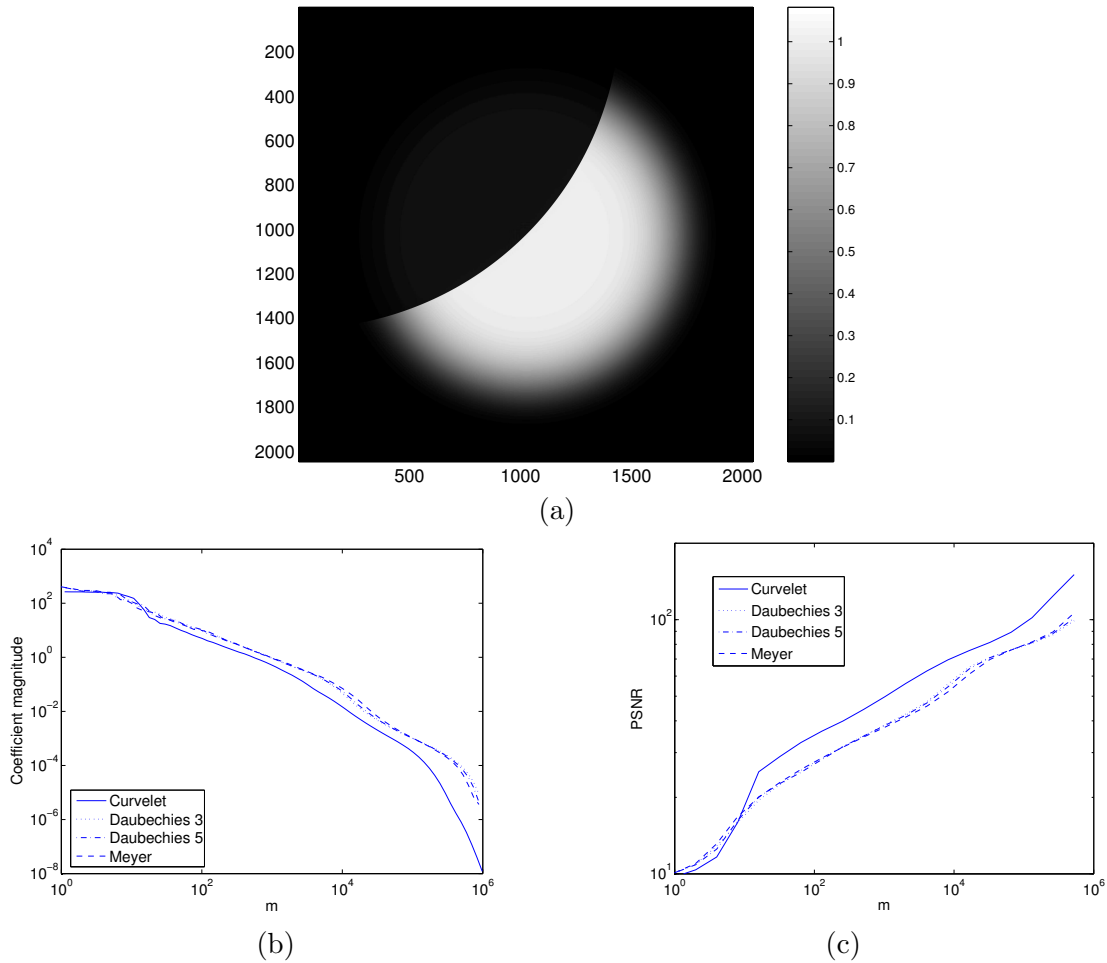 200
400
600
800
1000
1200
1400
1600
1800
2000
500 1000 1500 2000
1
0.9
0.8
0.7
0.6
0.5
0.4
0.3
0.2
0.1
(a)
10^4
10^2
10^0
10^-2
10^-4
10^-6
10^-8
Coefficient magnitude
Curvelet
Daubechies 3
Daubechies 5
Meyer
10^0 10^2 10^4 10^6
m
(b)
10^2
10^1
PSNR
Curvelet
Daubechies 3
Daubechies 5
Meyer
10^0 10^2 10^4 10^6
m
(c)